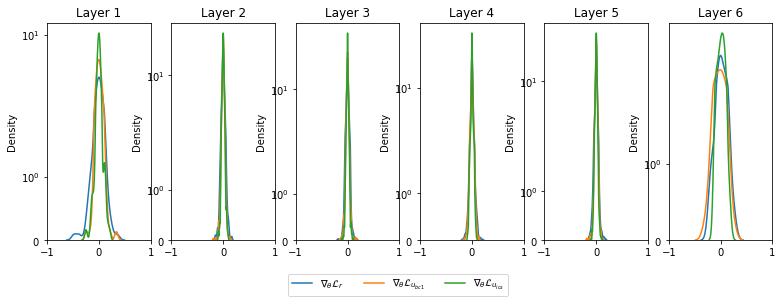 Layer 1 Layer 2 Layer 3 Layer 4 Layer 5 Layer 6
10¹ 10¹ 10¹ 10¹ 10¹
Density Density Density Density Density Density
10⁰ 10⁰ 10⁰ 10⁰ 10⁰ 10⁰
0 0 0 0 0 0
−1 0 1 −1 0 1 −1 0 1 −1 0 1 −1 0 1 −1 0 1
∇θℒr ∇θℒu_bc1 ∇θℒu_ics